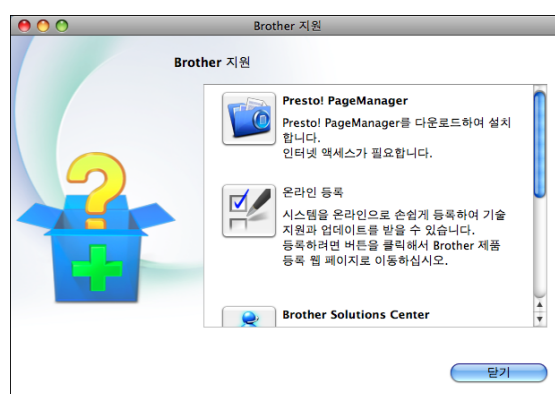 Brother 지원
Brother 지원
Presto! PageManager
Presto! PageManager를 다운로드하여 설치
합니다.
인터넷 액세스가 필요합니다.
온라인 등록
시스템을 온라인으로 손쉽게 등록하여 기술
지원과 업데이트를 받을 수 있습니다.
등록하려면 버튼을 클릭해서 Brother 제품
등록 웹 페이지로 이동하십시오.
Brother Solutions Center
닫기